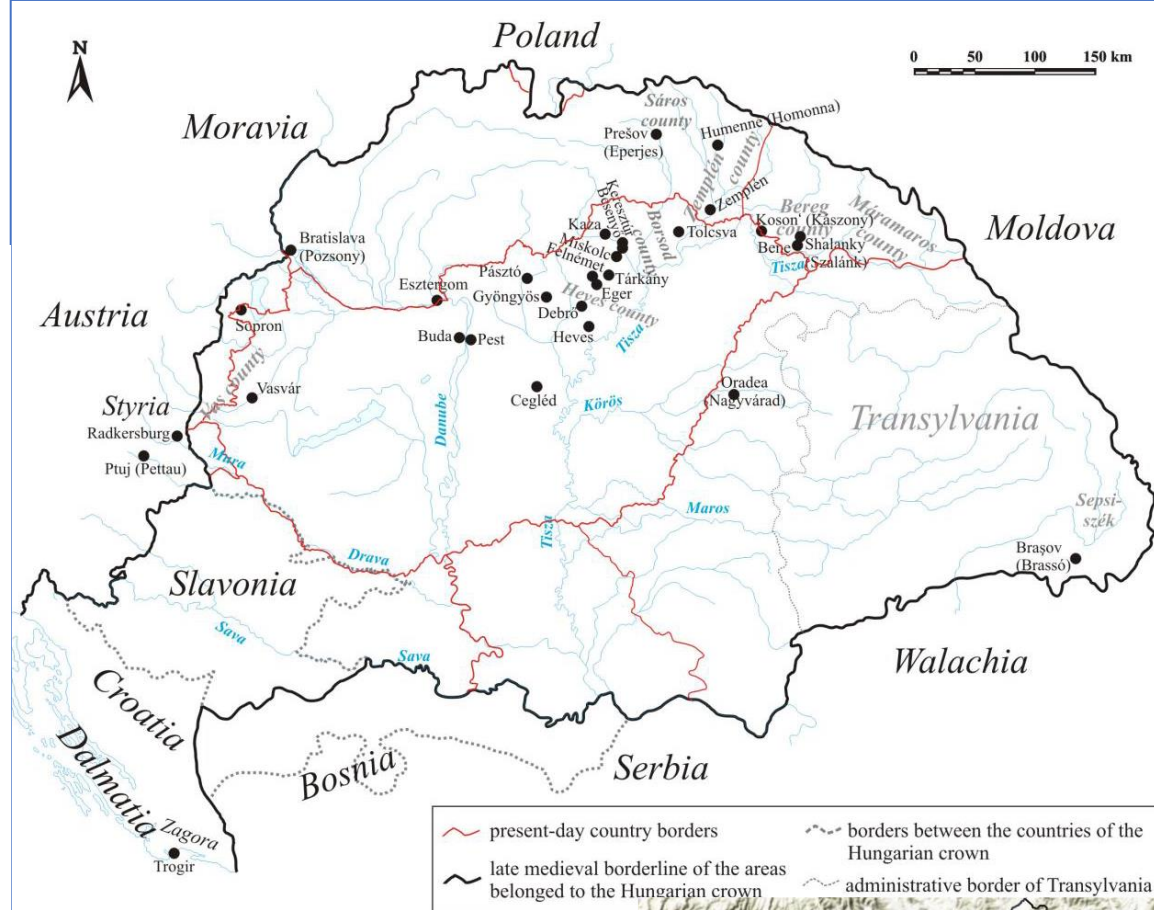 Poland
N
0 50 100 150 km
Moravia
Sáros
county
Prešov
(Eperjes)
Humenne (Homonna)
Zemplén
county
Zemplén
Keresztúr
Besenyő
Kaza
Miskolc
Felnémet
Borsod
county
Tolcsva
Bereg
county
Koson' (Kászony)
Bene
Shalanky
(Szalánk)
Máramaros
county
Moldova
Tisza
Bratislava
(Pozsony)
Pásztó
Gyöngyös
Tárkány
Eger
Debrő
Heves county
Heves
Tisza
Esztergom
Austria
Sopron
Buda
Pest
Vas county
Vasvár
Cegléd
Körös
Oradea
(Nagyvárad)
Transylvania
Styria
Radkersburg
Ptuj (Pettau)
Danube
Mura
Maros
Sepsi-
szék
Tisza
Braşov
(Brassó)
Drava
Slavonia
Sava
Sava
Walachia
Croatia
Dalmatia
Bosnia
Serbia
Zagora
Trogir
present-day country borders
late medieval borderline of the areas
belonged to the Hungarian crown
borders between the countries of the
Hungarian crown
administrative border of Transylvania